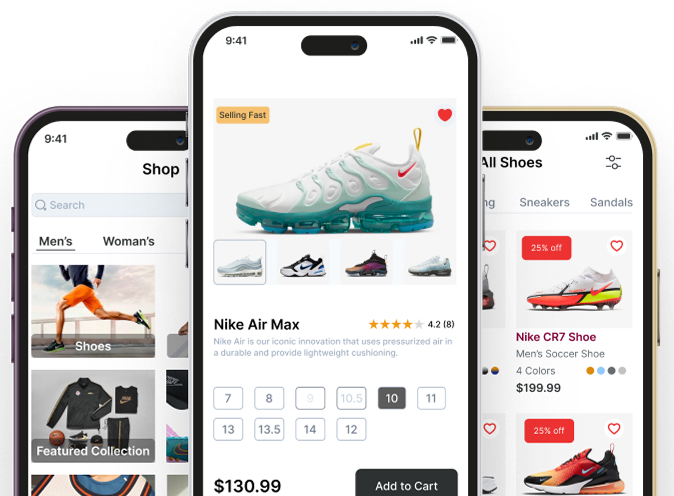 9:41
Shop
Search
Men's
Woman's
Shoes
Featured Collection
9:41
Selling Fast
Nike Air Max
4.2 (8)
Nike Air is our iconic innovation that uses pressurized air in
a durable and provide lightweight cushioning.
7
8
9
10.5
10
11
13
13.5
14
12
$130.99
Add to Cart
All Shoes
ng
Sneakers
Sandals
25% off
Nike CR7 Shoe
Men's Soccer Shoe
4 Colors
$199.99
25% off